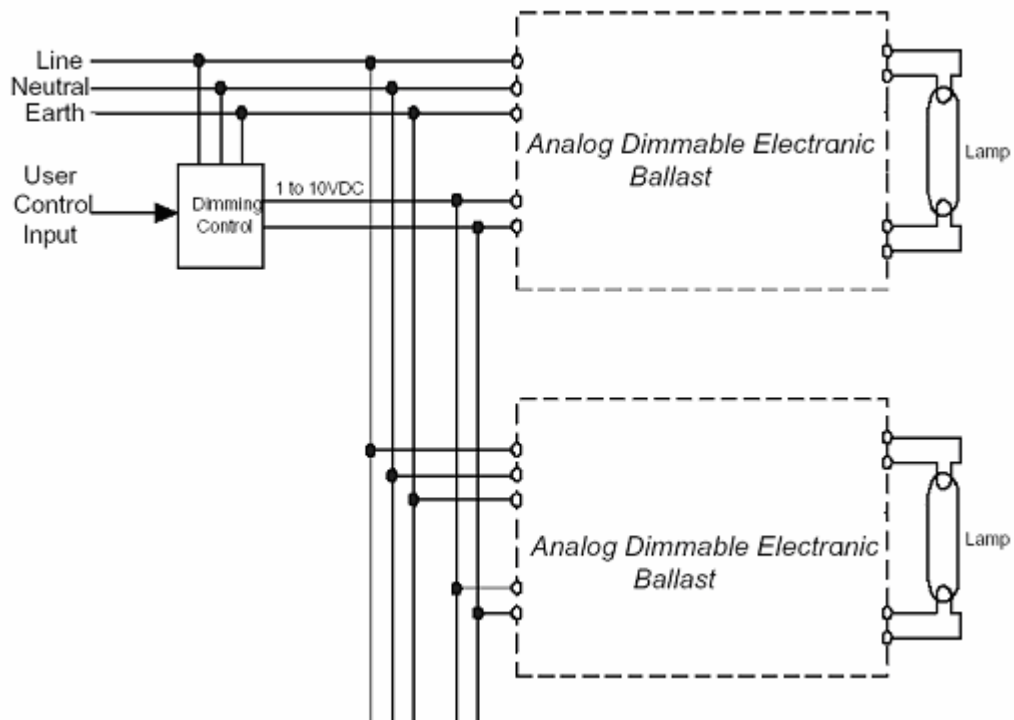 Line
Neutral
Earth
User
Control
Input
Dimming
Control
1 to 10VDC
Analog Dimmable Electranic
Ballast
Lamp
Analog Dimmable Electranic
Ballast
Lamp